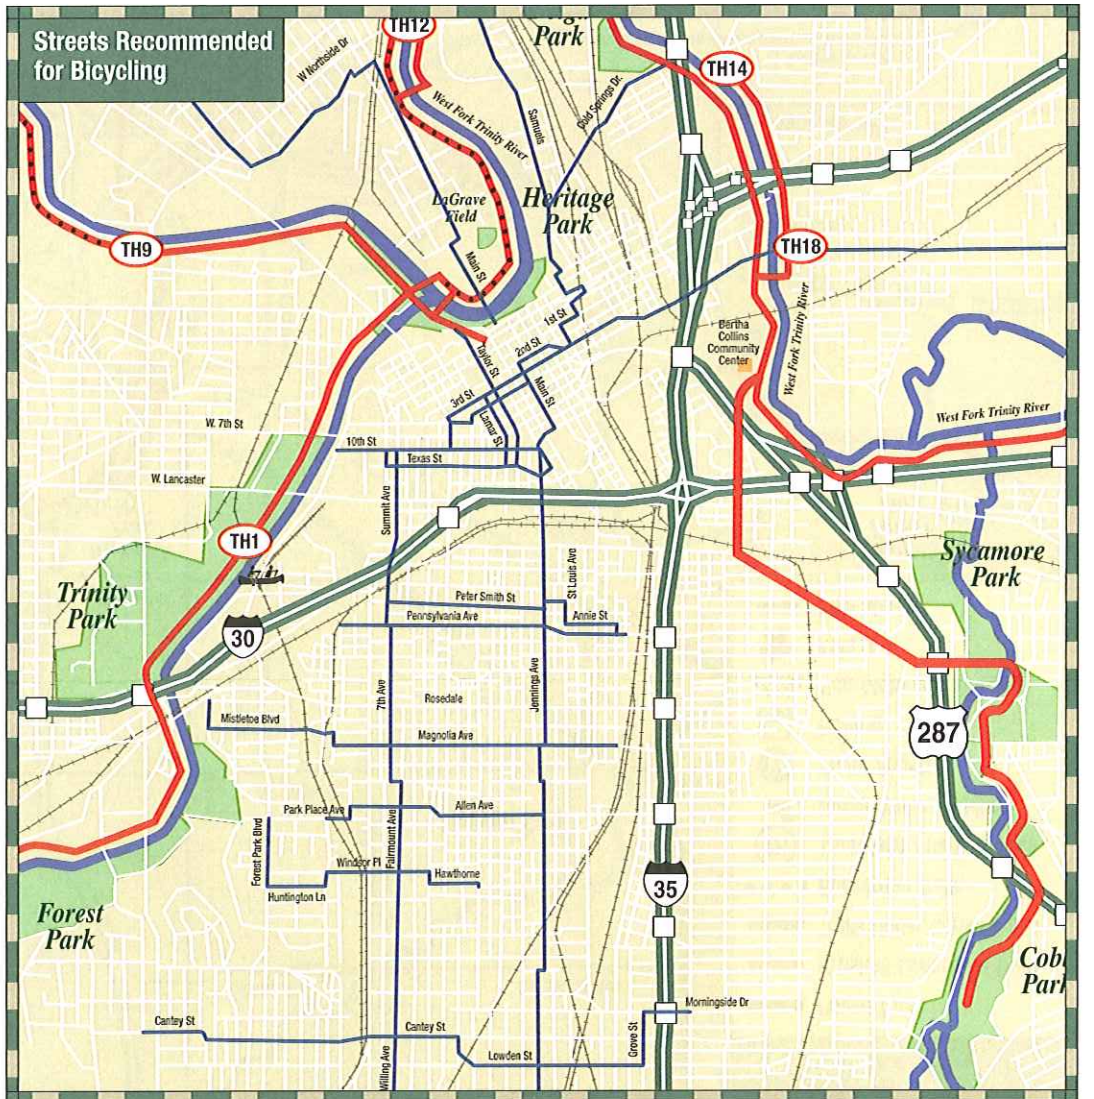 Streets Recommended
for Bicycling
TH12
Park
W Northside Dr
TH14
Cold Springs Dr.
Samuels
West Fork Trinity River
LaGrave
Field
Heritage
Park
TH9
TH18
Main St
1st St
West Fork Trinity River
Bertha
Collins
Community
Center
2nd St
Taylor St
3rd St
Main St
Lamar St
West Fork Trinity River
W. 7th St
10th St
Texas St
W. Lancaster
Summit Ave
TH1
Sycamore
Park
St Louis Ave
Trinity
Park
Peter Smith St
Annie St
Pennsylvania Ave
30
7th Ave
Rosedale
Jennings Ave
Mistletoe Blvd
Magnolia Ave
287
Park Place Ave
Allen Ave
Forest Park Blvd
Fairmount Ave
Windsor Pl
Hawthorne
Huntington Ln
35
Forest
Park
Cob
Park
Morningside Dr
Cantey St
Cantey St
Grove St
Lowden St
Willing Ave